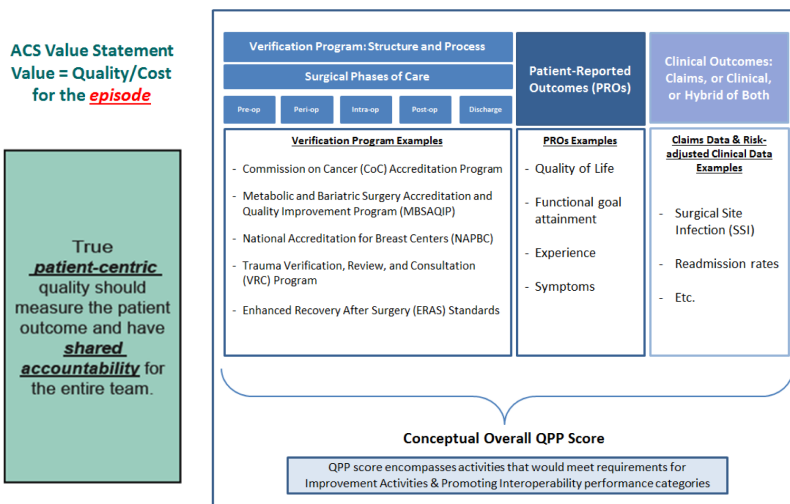 ACS Value Statement
Value = Quality/Cost
for the episode
True
patient-centric
quality should
measure the patient
outcome and have
shared
accountability for
the entire team.
Verification Program: Structure and Process
Surgical Phases of Care
Pre-op
Peri-op
Intra-op
Post-op
Discharge
Patient-Reported
Outcomes (PROs)
Clinical Outcomes:
Claims, or Clinical,
or Hybrid of Both
Verification Program Examples
- Commission on Cancer (CoC) Accreditation Program
- Metabolic and Bariatric Surgery Accreditation and
Quality Improvement Program (MBSAQIP)
- National Accreditation for Breast Centers (NAPBC)
- Trauma Verification, Review, and Consultation
(VRC) Program
- Enhanced Recovery After Surgery (ERAS) Standards
PROs Examples
- Quality of Life
- Functional goal
attainment
- Experience
- Symptoms
Claims Data & Risk-
adjusted Clinical Data
Examples
- Surgical Site
Infection (SSI)
- Readmission rates
- Etc.
Conceptual Overall QPP Score
QPP score encompasses activities that would meet requirements for
Improvement Activities & Promoting Interoperability performance categories